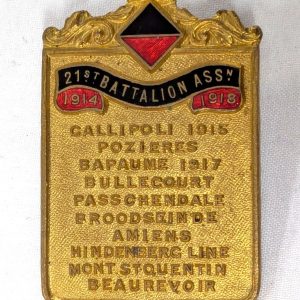 21ST BATTALION ASSN
1914 1918
GALLIPOLI 1915
POZIERES
BAPAUME 1917
BULLECOURT
PASSCHENDALE
BROODSEINDE
AMIENS
HINDENBERG LINE
MONT. ST QUENTIN
BEAUREVOIR